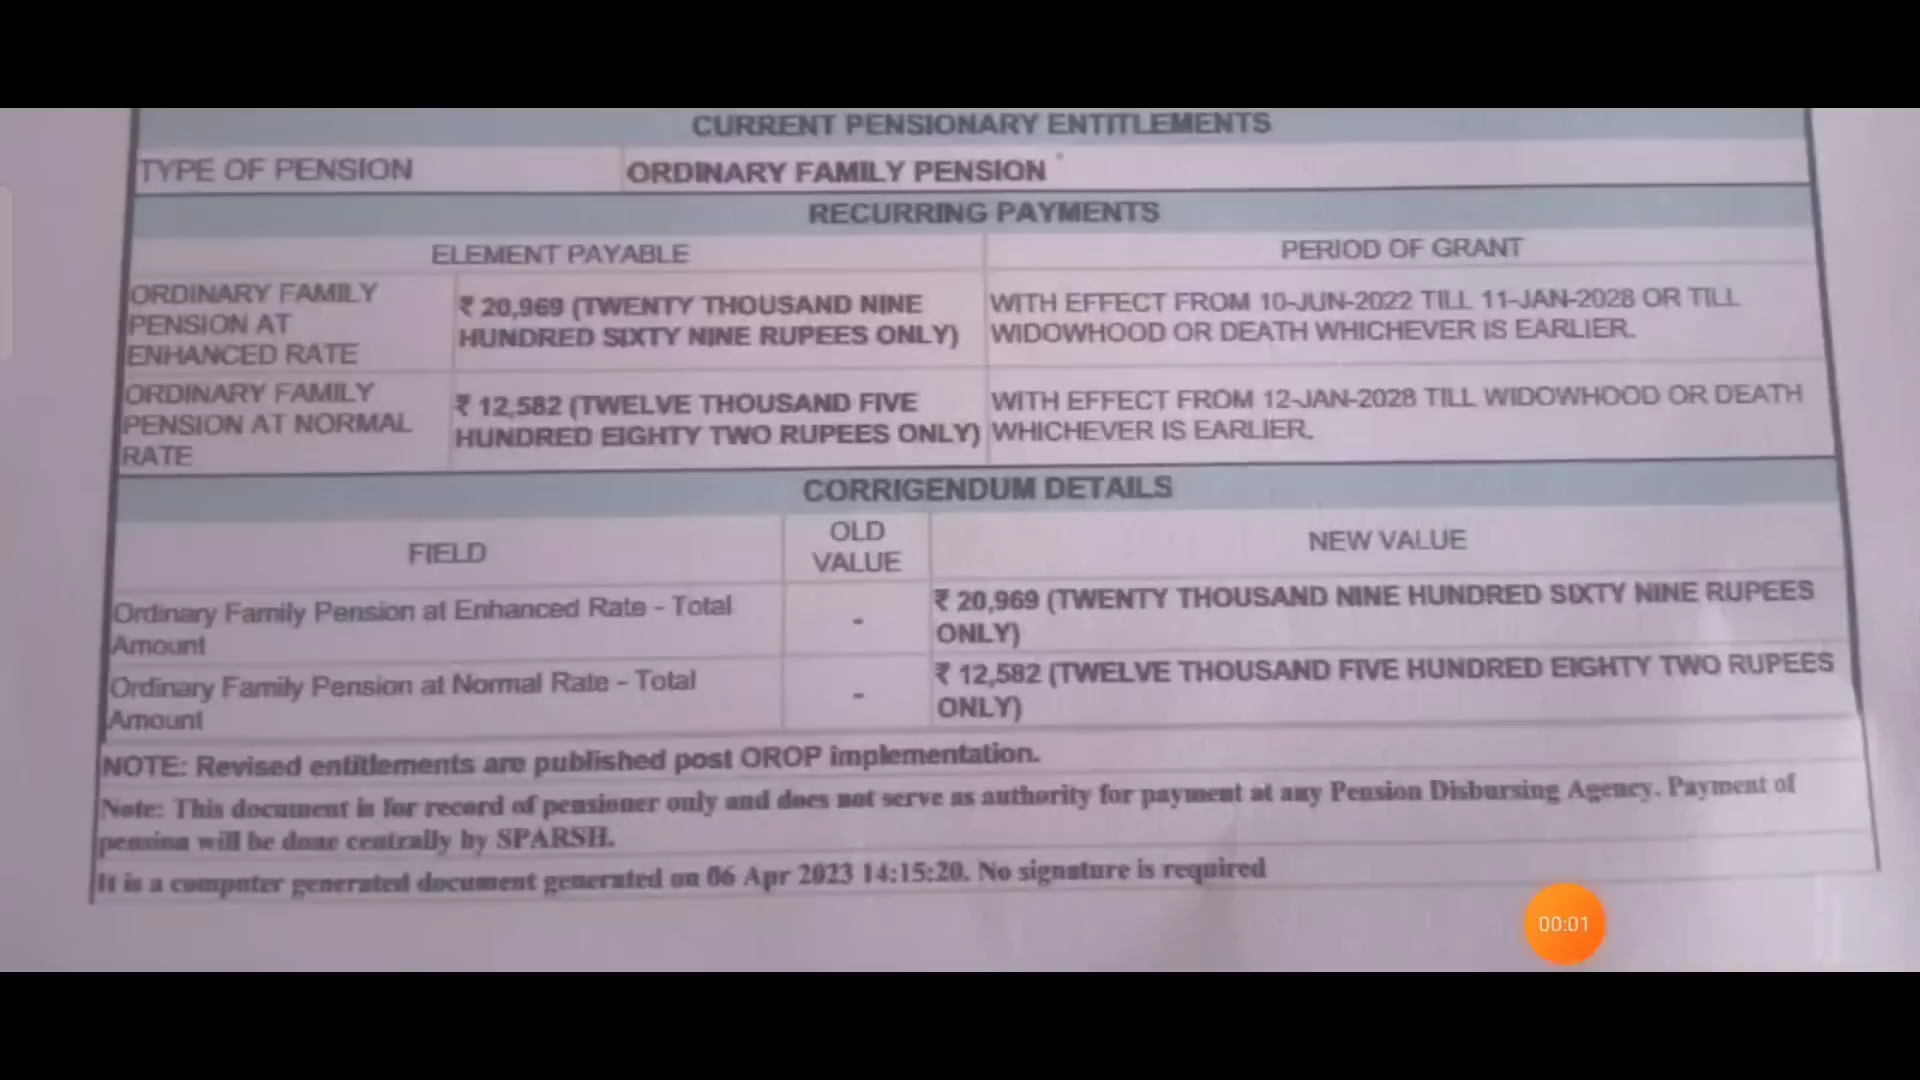 CURRENT PENSIONARY ENTITLEMENTS
TYPE OF PENSION
ORDINARY FAMILY PENSION
RECURRING PAYMENTS
ELEMENT PAYABLE
PERIOD OF GRANT
ORDINARY FAMILY
PENSION AT
ENHANCED RATE
₹ 20,969 (TWENTY THOUSAND NINE
HUNDRED SIXTY NINE RUPEES ONLY)
WITH EFFECT FROM 10-JUN-2022 TILL 11-JAN-2028 OR TILL
WIDOWHOOD OR DEATH WHICHEVER IS EARLIER.
ORDINARY FAMILY
PENSION AT NORMAL
RATE
₹ 12,582 (TWELVE THOUSAND FIVE
HUNDRED EIGHTY TWO RUPEES ONLY)
WITH EFFECT FROM 12-JAN-2028 TILL WIDOWHOOD OR DEATH
WHICHEVER IS EARLIER.
CORRIGENDUM DETAILS
FIELD
OLD
VALUE
NEW VALUE
Ordinary Family Pension at Enhanced Rate - Total
Amount
-
₹ 20,969 (TWENTY THOUSAND NINE HUNDRED SIXTY NINE RUPEES
ONLY)
Ordinary Family Pension at Normal Rate - Total
Amount
-
₹ 12,582 (TWELVE THOUSAND FIVE HUNDRED EIGHTY TWO RUPEES
ONLY)
NOTE: Revised entitlements are published post OROP implementation.
Note: This document is for record of pensioner only and does not serve as authority for payment at any Pension Disbursing Agency. Payment of
pension will be done centrally by SPARSH.
It is a computer generated document generated on 06 Apr 2023 14:15:20. No signature is required
00:01